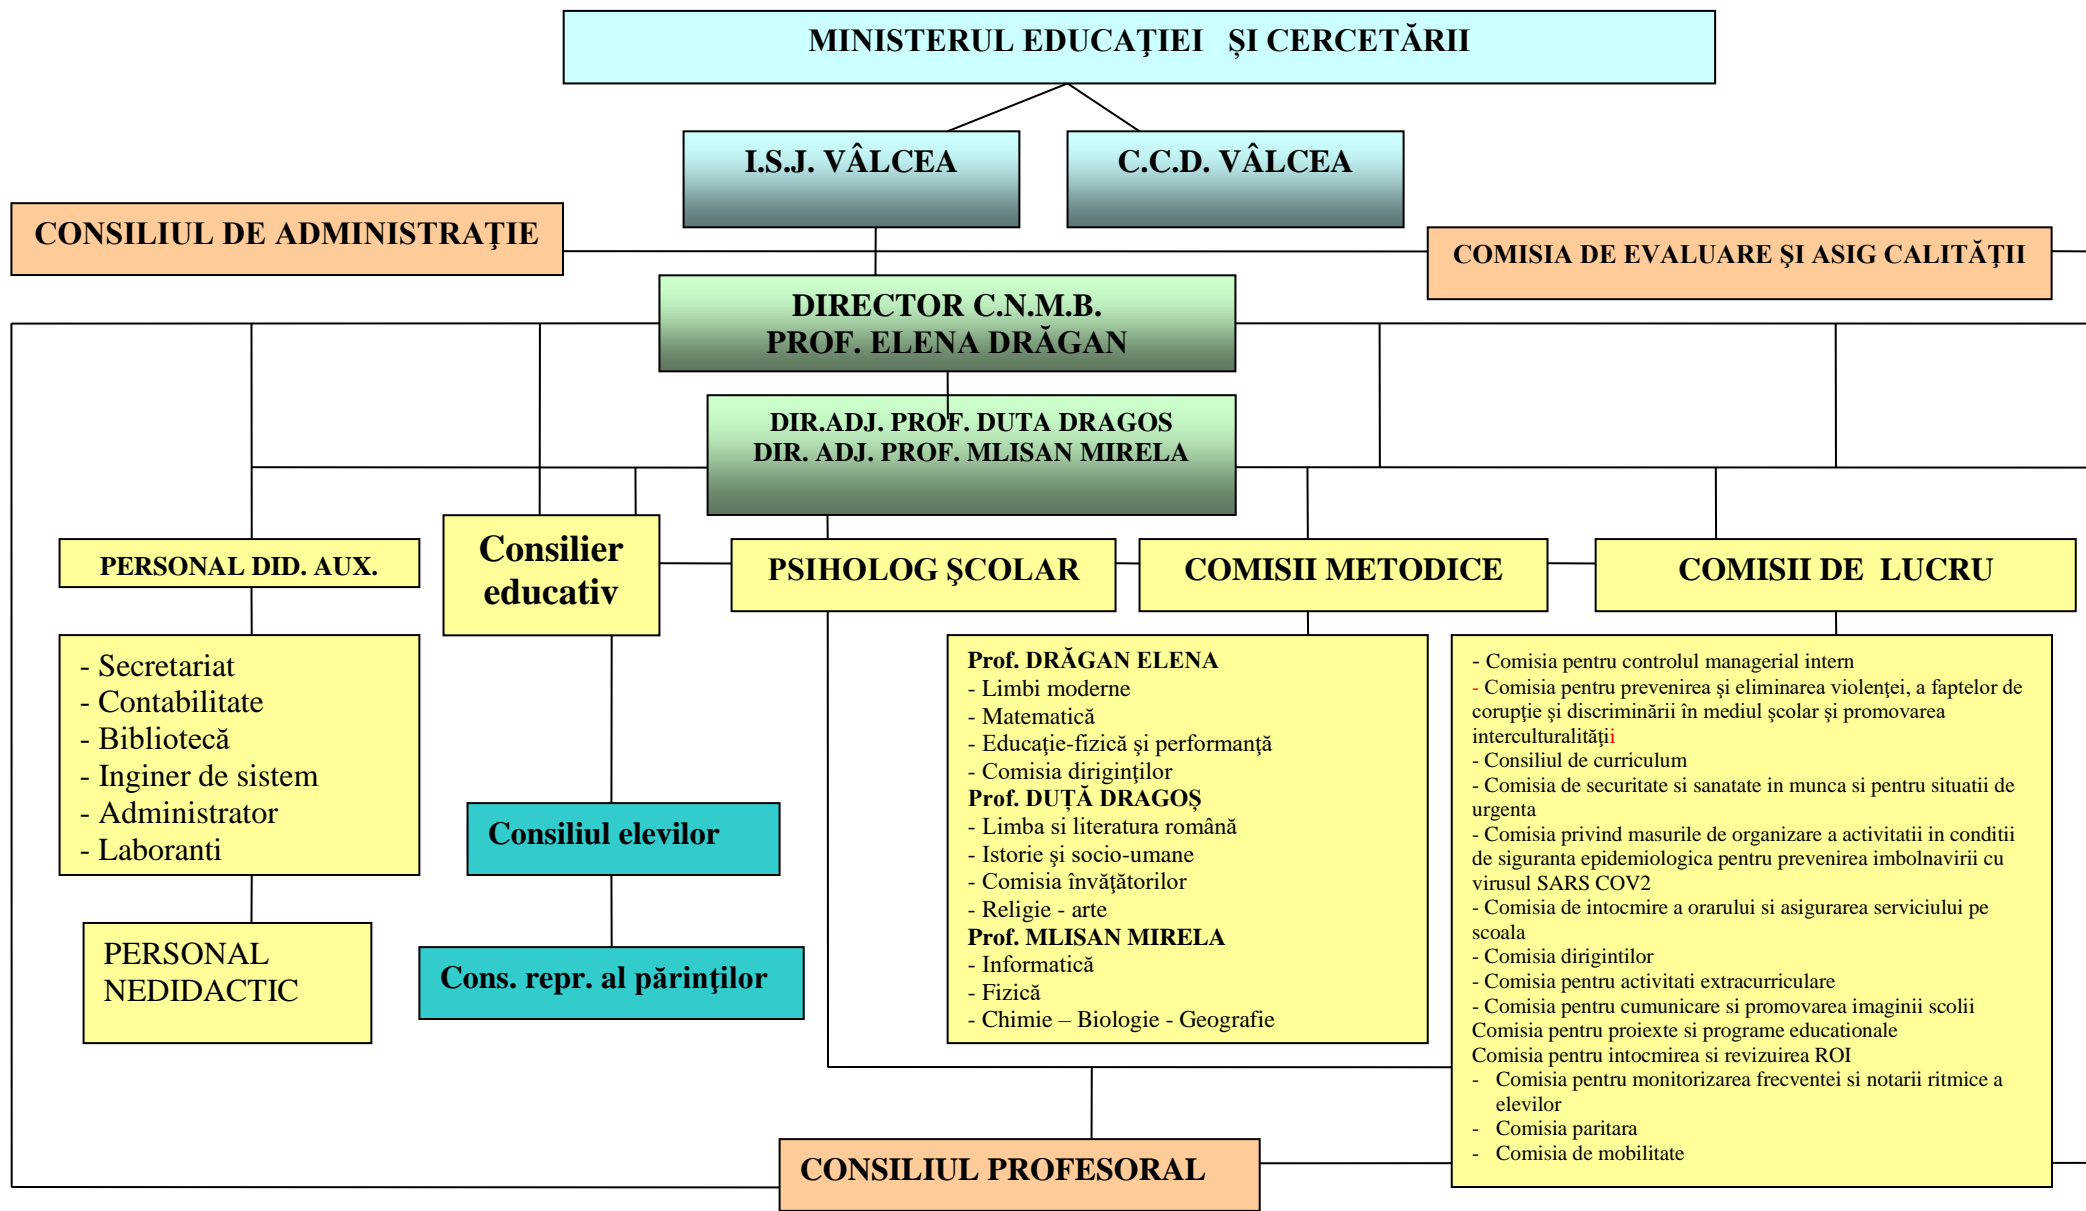 MINISTERUL EDUCAŢIEI ȘI CERCETĂRII
I.S.J. VÂLCEA
C.C.D. VÂLCEA
CONSILIUL DE ADMINISTRAŢIE
COMISIA DE EVALUARE ŞI ASIG CALITĂŢII
DIRECTOR C.N.M.B.
PROF. ELENA DRĂGAN
DIR.ADJ. PROF. DUTA DRAGOS
DIR. ADJ. PROF. MLISAN MIRELA
PERSONAL DID. AUX.
Consilier
educativ
PSIHOLOG ŞCOLAR
COMISII METODICE
COMISII DE LUCRU
- Secretariat
- Contabilitate
- Bibliotecă
- Inginer de sistem
- Administrator
- Laboranti
PERSONAL
NEDIDACTIC
Consiliul elevilor
Cons. repr. al părinţilor
Prof. DRĂGAN ELENA
- Limbi moderne
- Matematică
- Educaţie-fizică şi performanţă
- Comisia diriginţilor
Prof. DUȚĂ DRAGOȘ
- Limba si literatura română
- Istorie şi socio-umane
- Comisia învăţătorilor
- Religie - arte
Prof. MLISAN MIRELA
- Informatică
- Fizică
- Chimie – Biologie - Geografie
- Comisia pentru controlul managerial intern
- Comisia pentru prevenirea şi eliminarea violenţei, a faptelor de
corupţie şi discriminării în mediul şcolar şi promovarea
interculturalităţii
- Consiliul de curriculum
- Comisia de securitate si sanatate in munca si pentru situatii de
urgenta
- Comisia privind masurile de organizare a activitatii in conditii
de siguranta epidemiologica pentru prevenirea imbolnavirii cu
virusul SARS COV2
- Comisia de intocmire a orarului si asigurarea serviciului pe
scoala
- Comisia dirigintilor
- Comisia pentru activitati extracurriculare
- Comisia pentru cumunicare si promovarea imaginii scolii
Comisia pentru proiexte si programe educationale
Comisia pentru intocmirea si revizuirea ROI
- Comisia pentru monitorizarea frecventei si notarii ritmice a
elevilor
- Comisia paritara
- Comisia de mobilitate
CONSILIUL PROFESORAL